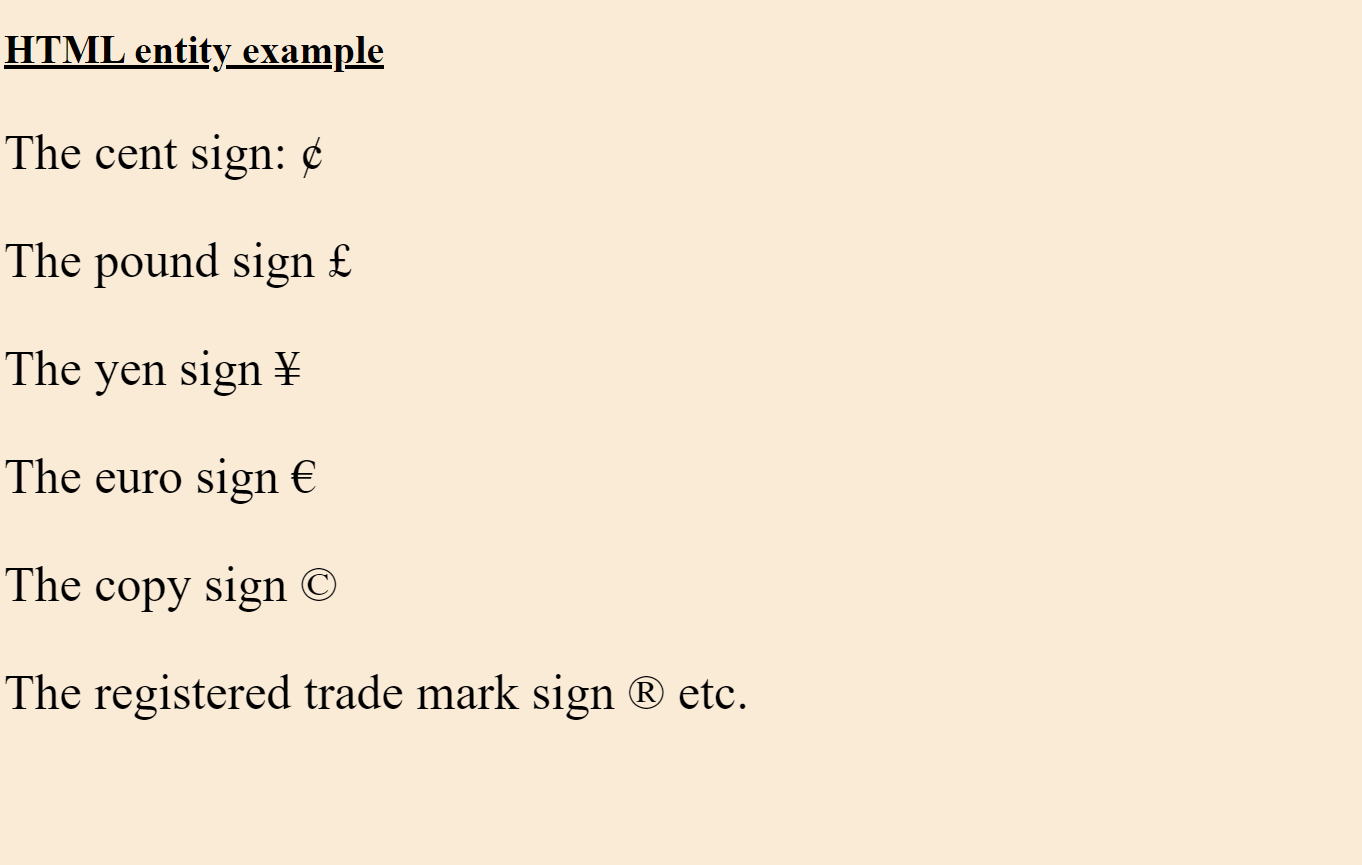 HTML entity example
The cent sign: ¢
The pound sign £
The yen sign ¥
The euro sign €
The copy sign ©
The registered trade mark sign ® etc.